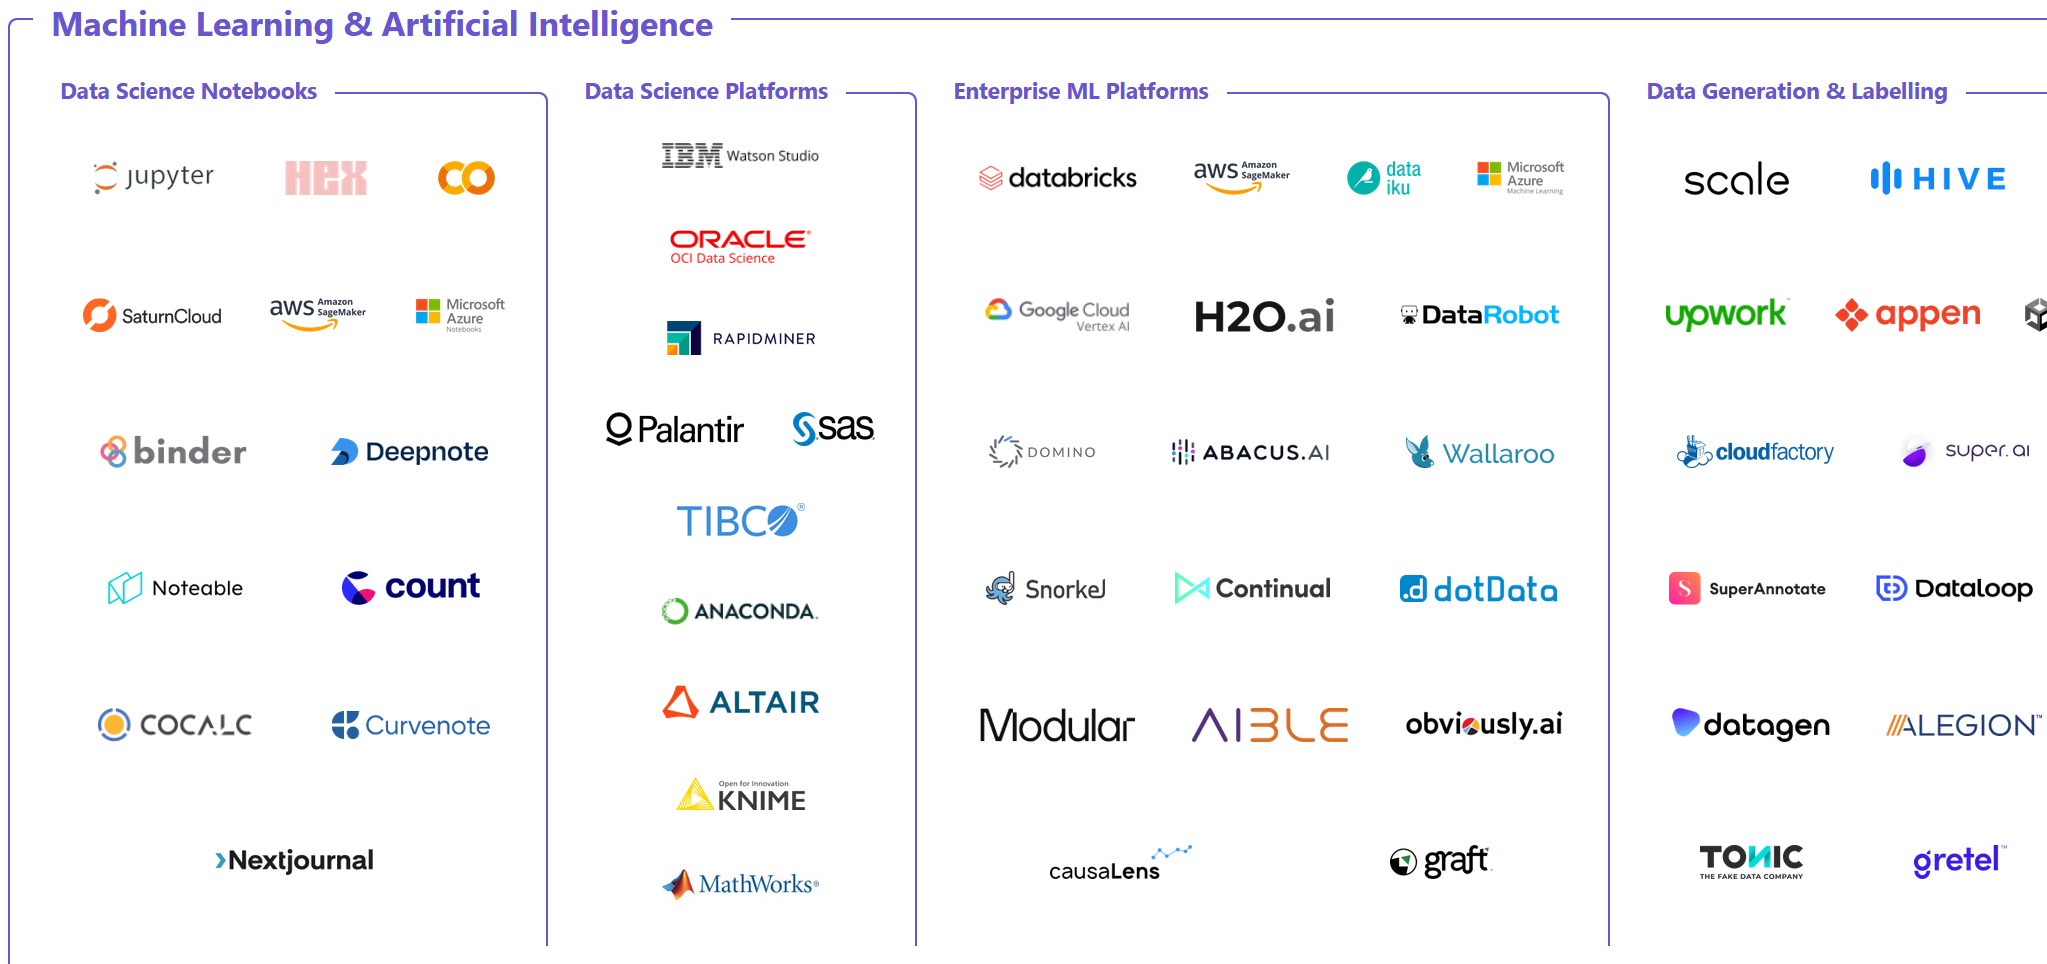 Machine Learning & Artificial Intelligence
Data Science Notebooks
jupyter
HEX
CO
SaturnCloud
aws Amazon SageMaker
Microsoft Azure Notebooks
binder
Deepnote
Noteable
count
COCALC
Curvenote
Nextjournal
Data Science Platforms
IBM Watson Studio
ORACLE®
OCI Data Science
RAPIDMINER
Palantir
sas
TIBCO®
ANACONDA.
ALTAIR
Open for Innovation
KNIME
MathWorks®
Enterprise ML Platforms
databricks
aws Amazon SageMaker
data iku
Microsoft Azure Machine Learning
Google Cloud
Vertex AI
H2O.ai
DataRobot
DOMINO
ABACUS.AI
Wallaroo
Snorkel
Continual
.d dotData
Modular
AIBLE
obviously.ai
causaLens
graft
Data Generation & Labelling
scale
HIVE
upwork™
appen
cloudfactory
super.ai
S SuperAnnotate
Dataloop
datagen
ALEGION™
TONIC
THE FAKE DATA COMPANY
gretel™